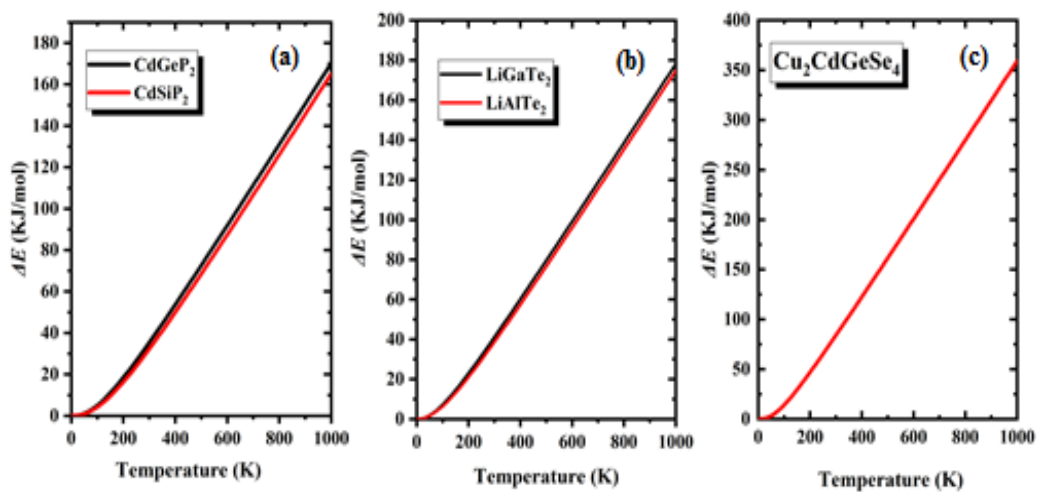 (a)
CdGeP₂
CdSiP₂
180
160
140
120
100
80
60
40
20
0
ΔE (KJ/mol)
0 200 400 600 800 1000
Temperature (K)
(b)
LiGaTe₂
LiAlTe₂
200
180
160
140
120
100
80
60
40
20
0
ΔE (KJ/mol)
0 200 400 600 800 1000
Temperature (K)
(c)
Cu₂CdGeSe₄
400
350
300
250
200
150
100
50
0
ΔE (KJ/mol)
0 200 400 600 800 1000
Temperature (K)